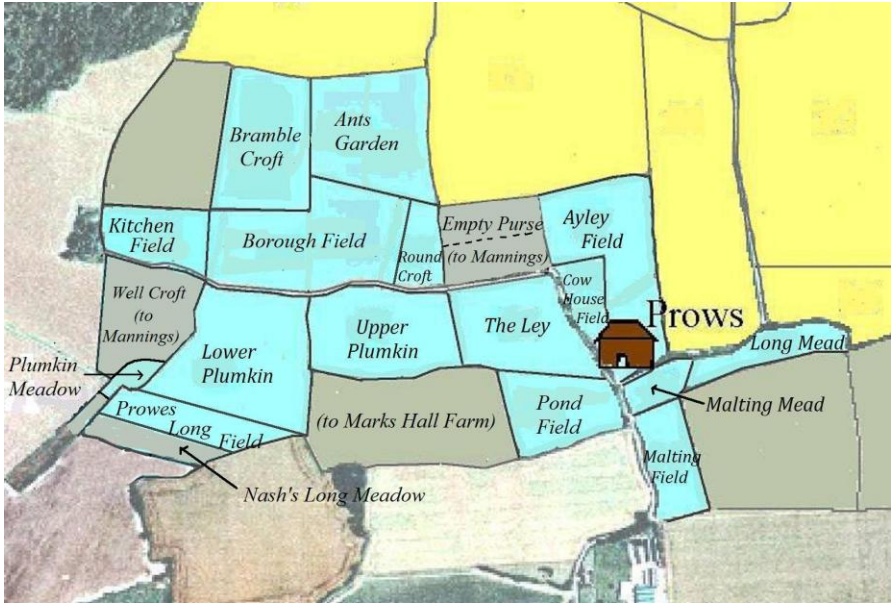 Bramble
Croft
Ants
Garden
Kitchen
Field
Borough Field
Round
Croft
Empty Purse
(to Mannings)
Ayley
Field
Cow
House
Field
Prows
Well Croft
(to
Mannings)
Lower
Plumkin
Upper
Plumkin
The Ley
Long Mead
Plumkin
Meadow
Prowes
Long
Field
(to Marks Hall Farm)
Pond
Field
Malting Mead
Malting
Field
Nash's Long Meadow